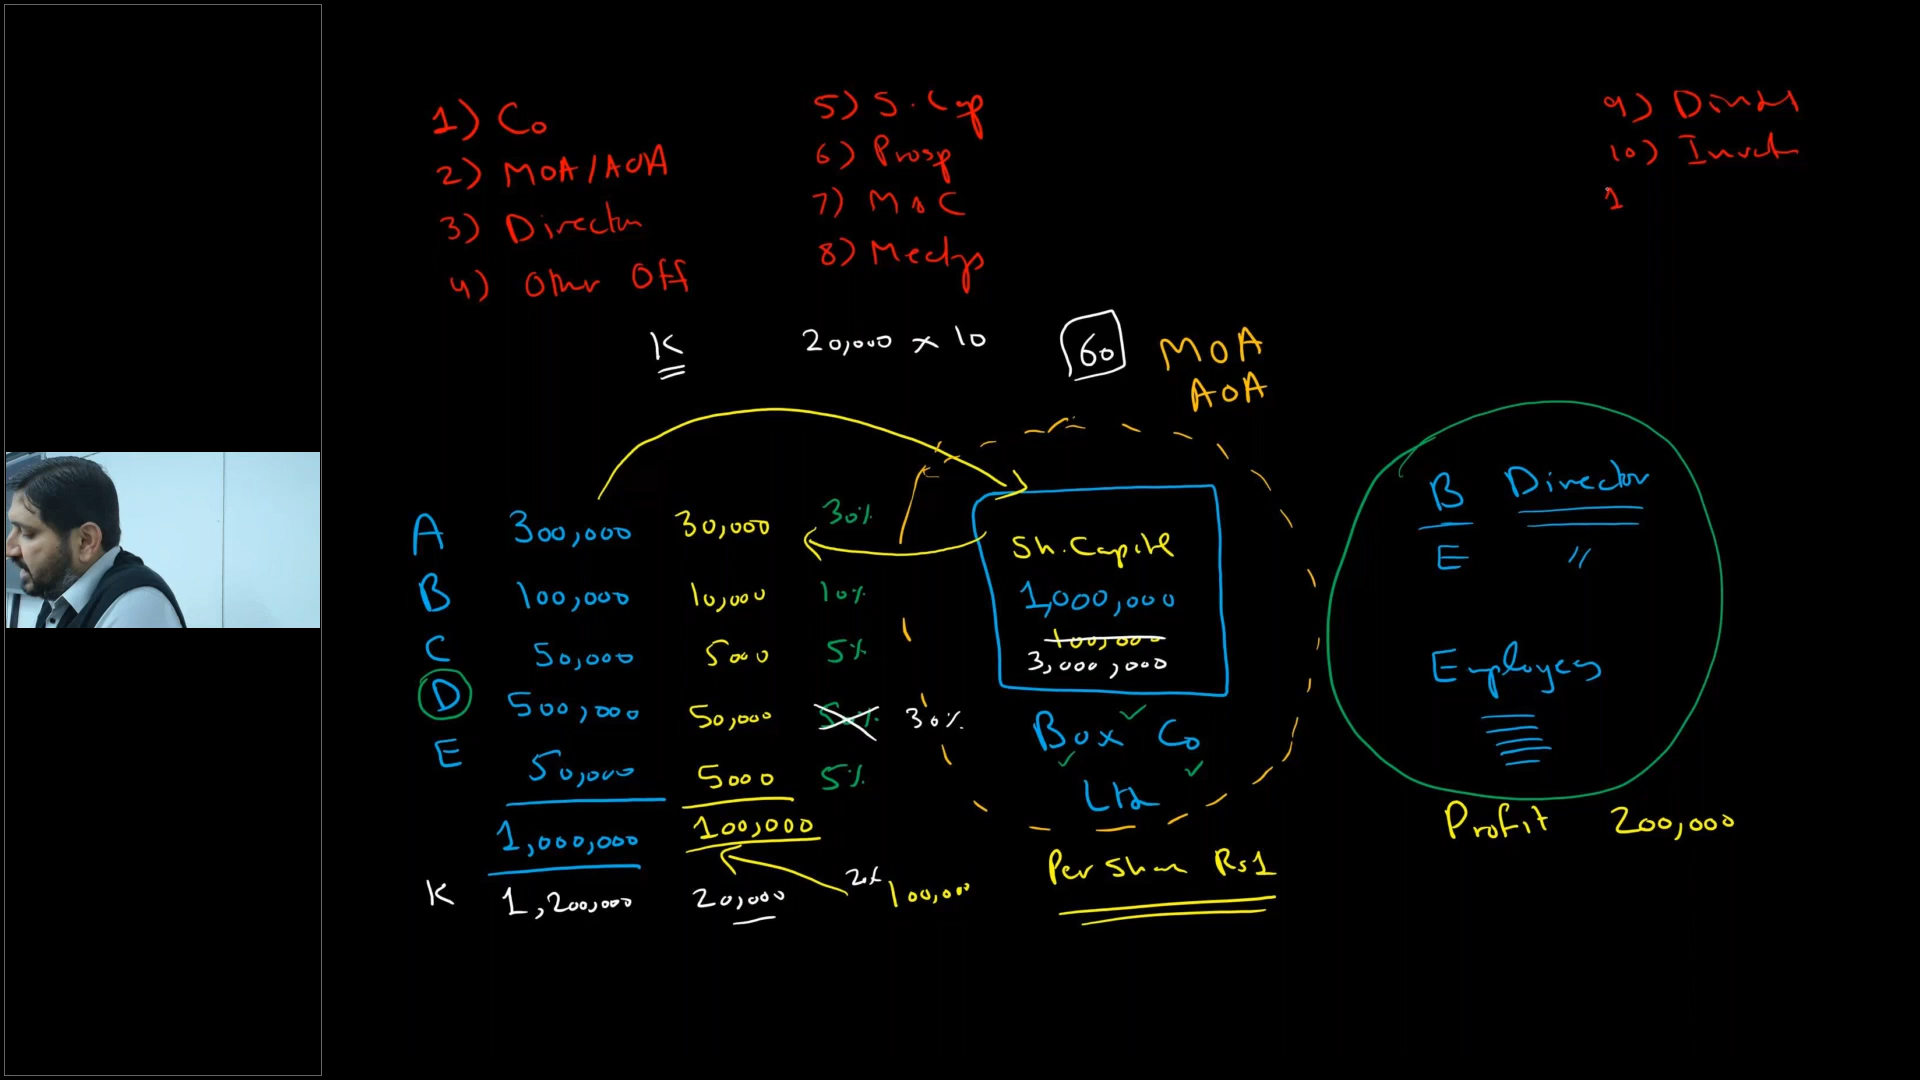 1) Co
2) MOA/AOA
3) Director
4) Other Off
5) S. Cap
6) Prosp
7) M&C
8) Meetgs
9)
10)
1
K 20,000 x 10 60
MOA
AOA
A 300,000 30,000 30%
B 100,000 10,000 10%
C 50,000 5000 5%
D 500,000 50,000 50% 30%
E 50,000 5000 5%
1,000,000 100,000
K 1,200,000 20,000 20% 100,000
Sh. Capital
1,000,000
100,000
3,000,000
Box Co
Ltd
Per Share Rs1
B Director
E "
Employees
Profit 200,000